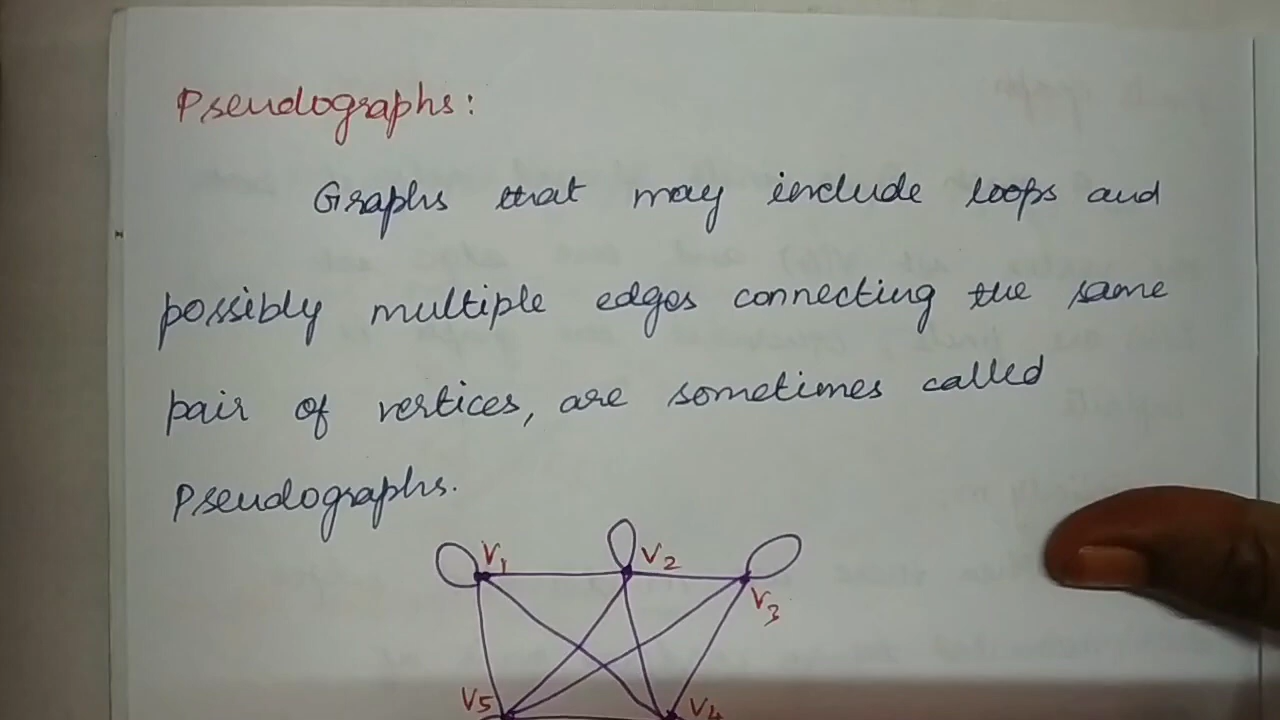 Pseudographs:
Graphs that may include loops and
possibly multiple edges connecting the same
pair of vertices, are sometimes called
Pseudographs.
V1 V2
V3
V5 V4